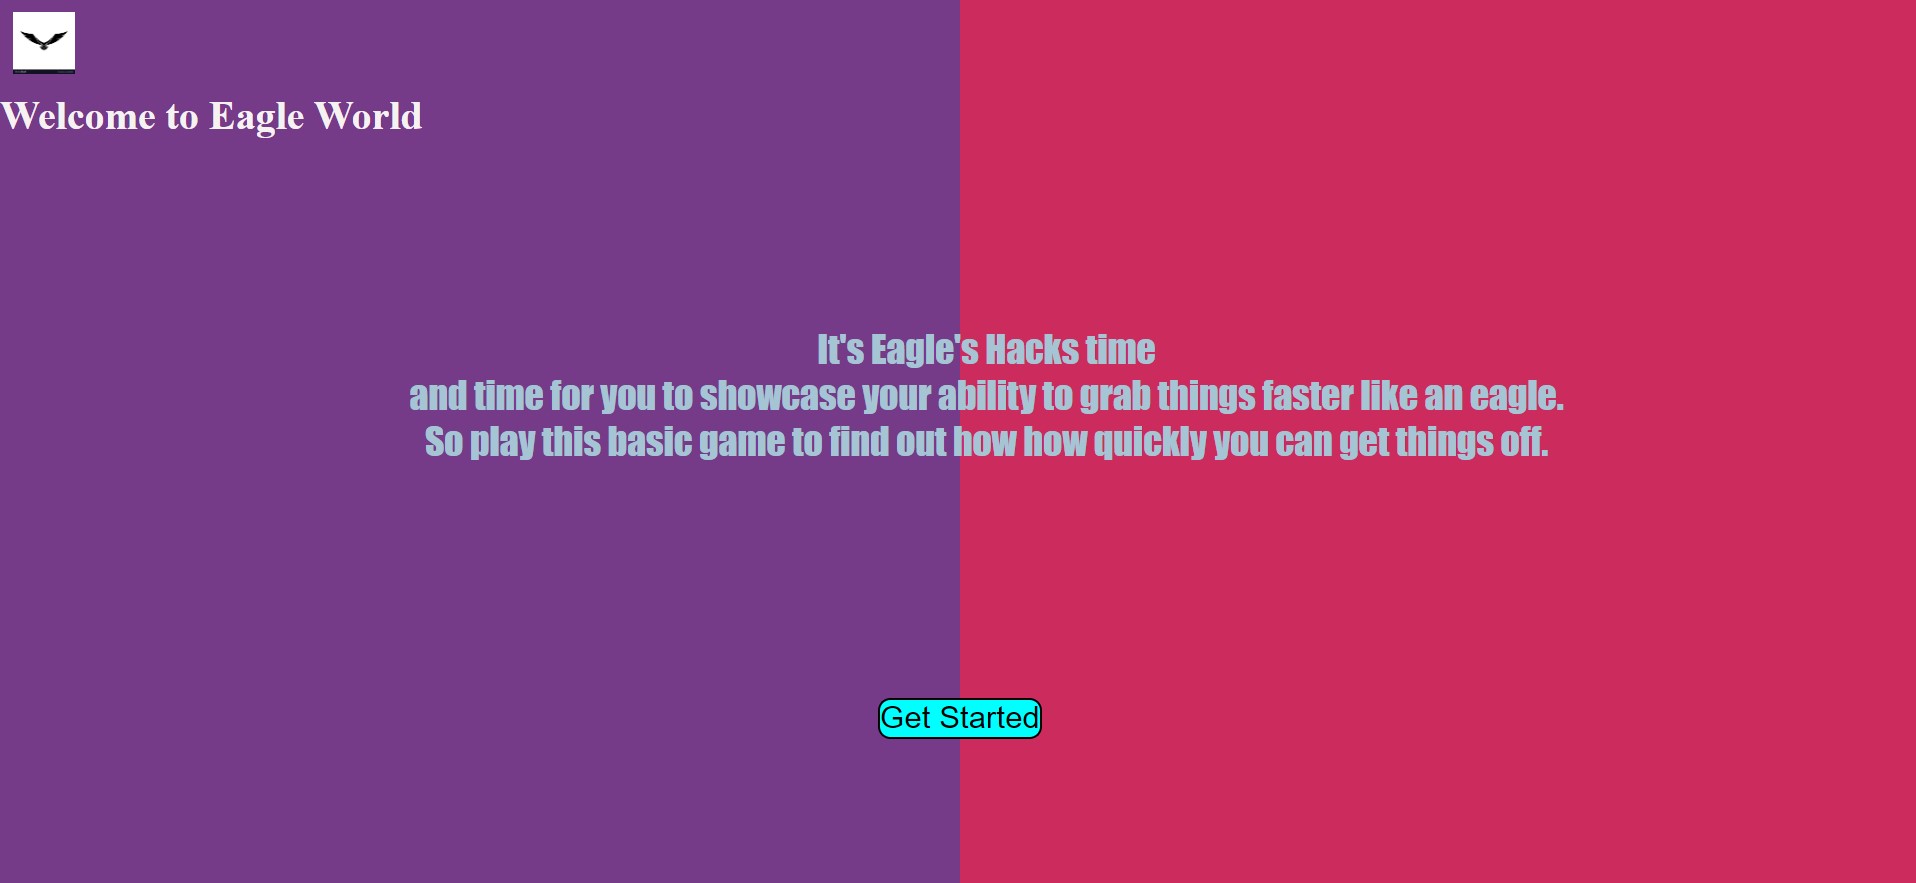 Welcome to Eagle World
It's Eagle's Hacks time
and time for you to showcase your ability to grab things faster like an eagle.
So play this basic game to find out how how quickly you can get things off.
Get Started